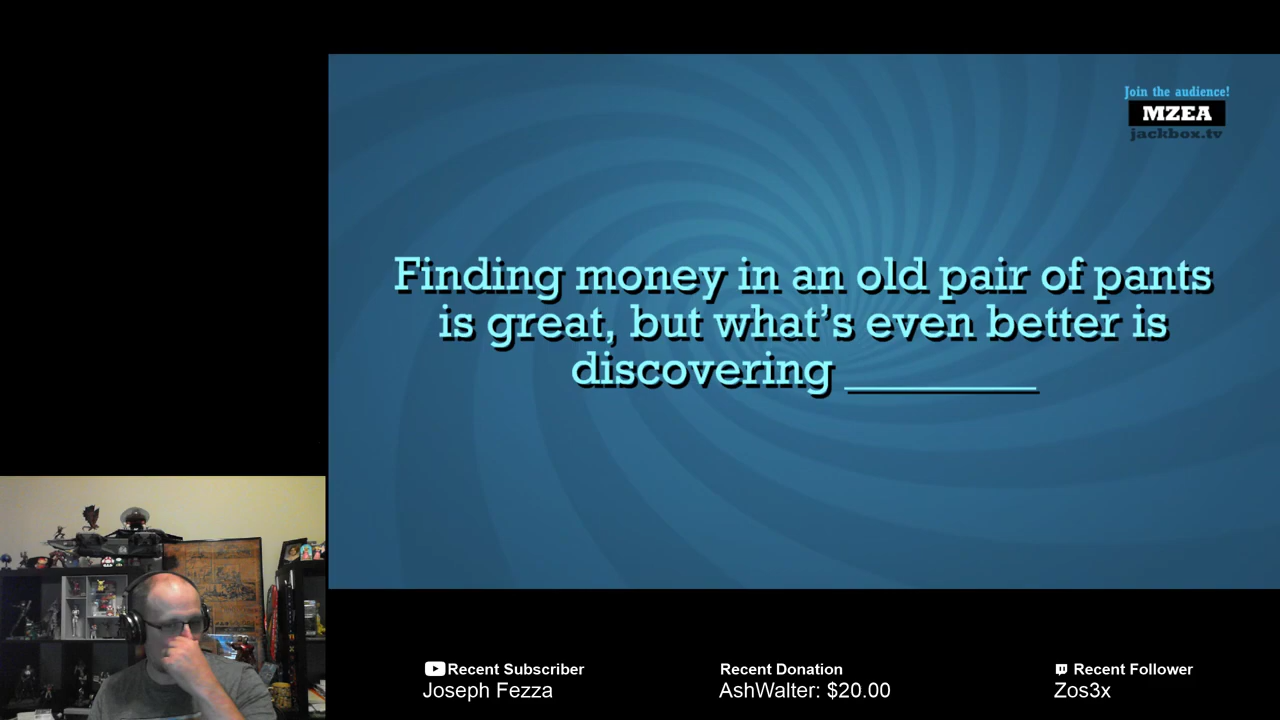 Join the audience!
MZEA
jackbox.tv
Finding money in an old pair of pants
is great, but what's even better is
discovering ________
Recent Subscriber
Joseph Fezza
Recent Donation
AshWalter: $20.00
Recent Follower
Zos3x